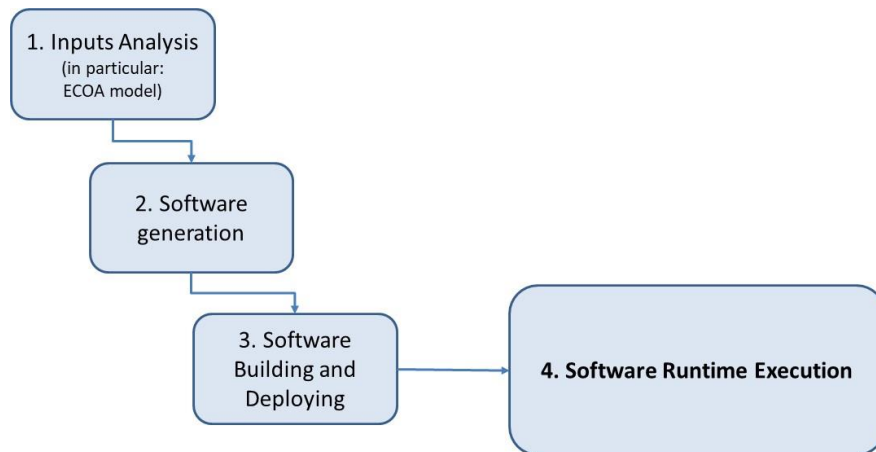 1. Inputs Analysis
(in particular:
ECOA model)
2. Software
generation
3. Software
Building and
Deploying
4. Software Runtime Execution